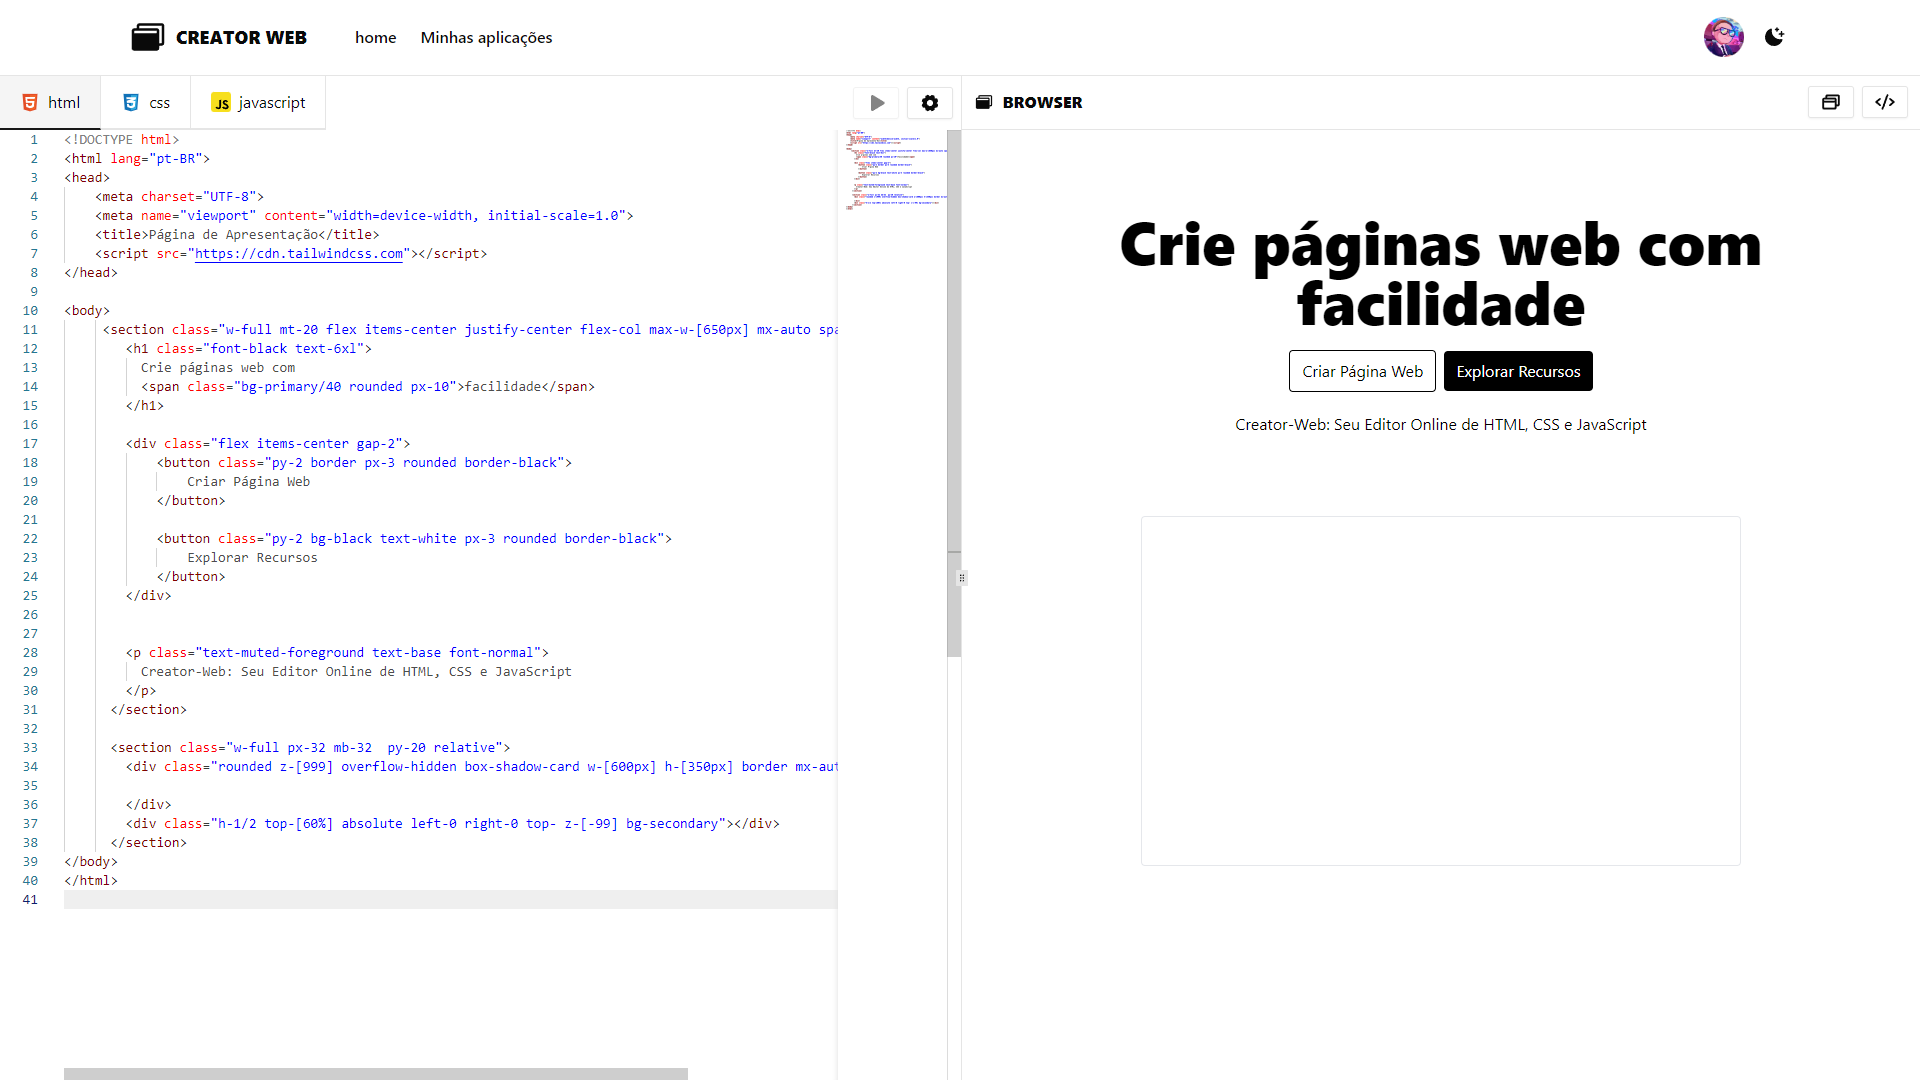 CREATOR WEB
home
Minhas aplicações
html
css
JS javascript
BROWSER
1 <!DOCTYPE html>
2 <html lang="pt-BR">
3 <head>
4 <meta charset="UTF-8">
5 <meta name="viewport" content="width=device-width, initial-scale=1.0">
6 <title>Página de Apresentação</title>
7 <script src="https://cdn.tailwindcss.com"></script>
8 </head>
9
10 <body>
11 <section class="w-full mt-20 flex items-center justify-center flex-col max-w-[650px] mx-auto spa
12 <h1 class="font-black text-6xl">
13 Crie páginas web com
14 <span class="bg-primary/40 rounded px-10">facilidade</span>
15 </h1>
16
17 <div class="flex items-center gap-2">
18 <button class="py-2 border px-3 rounded border-black">
19 Criar Página Web
20 </button>
21
22 <button class="py-2 bg-black text-white px-3 rounded border-black">
23 Explorar Recursos
24 </button>
25 </div>
26
27
28 <p class="text-muted-foreground text-base font-normal">
29 Creator-Web: Seu Editor Online de HTML, CSS e JavaScript
30 </p>
31 </section>
32
33 <section class="w-full px-32 mb-32  py-20 relative">
34 <div class="rounded z-[999] overflow-hidden box-shadow-card w-[600px] h-[350px] border mx-aut
35
36 </div>
37 <div class="h-1/2 top-[60%] absolute left-0 right-0 top- z-[-99] bg-secondary"></div>
38 </section>
39 </body>
40 </html>
41
Crie páginas web com
facilidade
Criar Página Web
Explorar Recursos
Creator-Web: Seu Editor Online de HTML, CSS e JavaScript